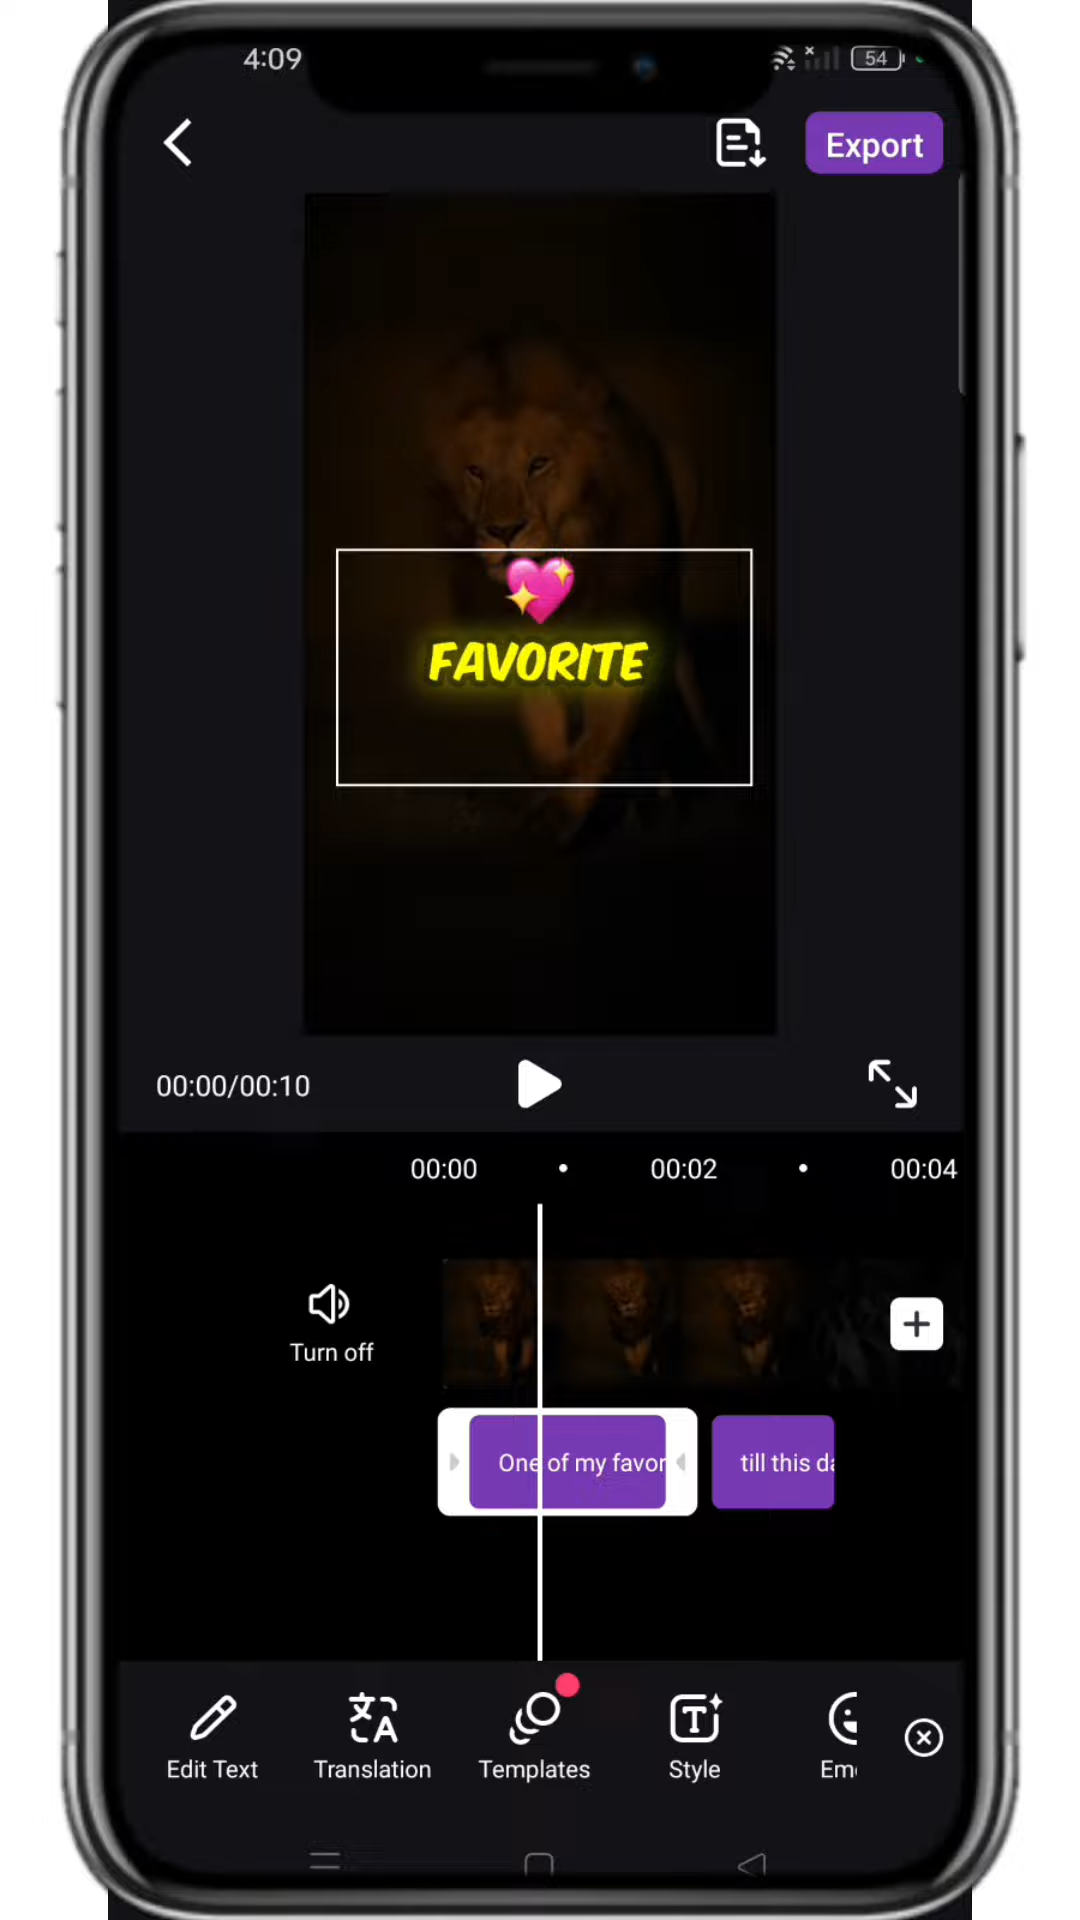 4:09
54
Export
FAVORITE
00:00/00:10
00:00 00:02 00:04
Turn off
One of my favor
till this da
Edit Text
Translation
Templates
Style
Em